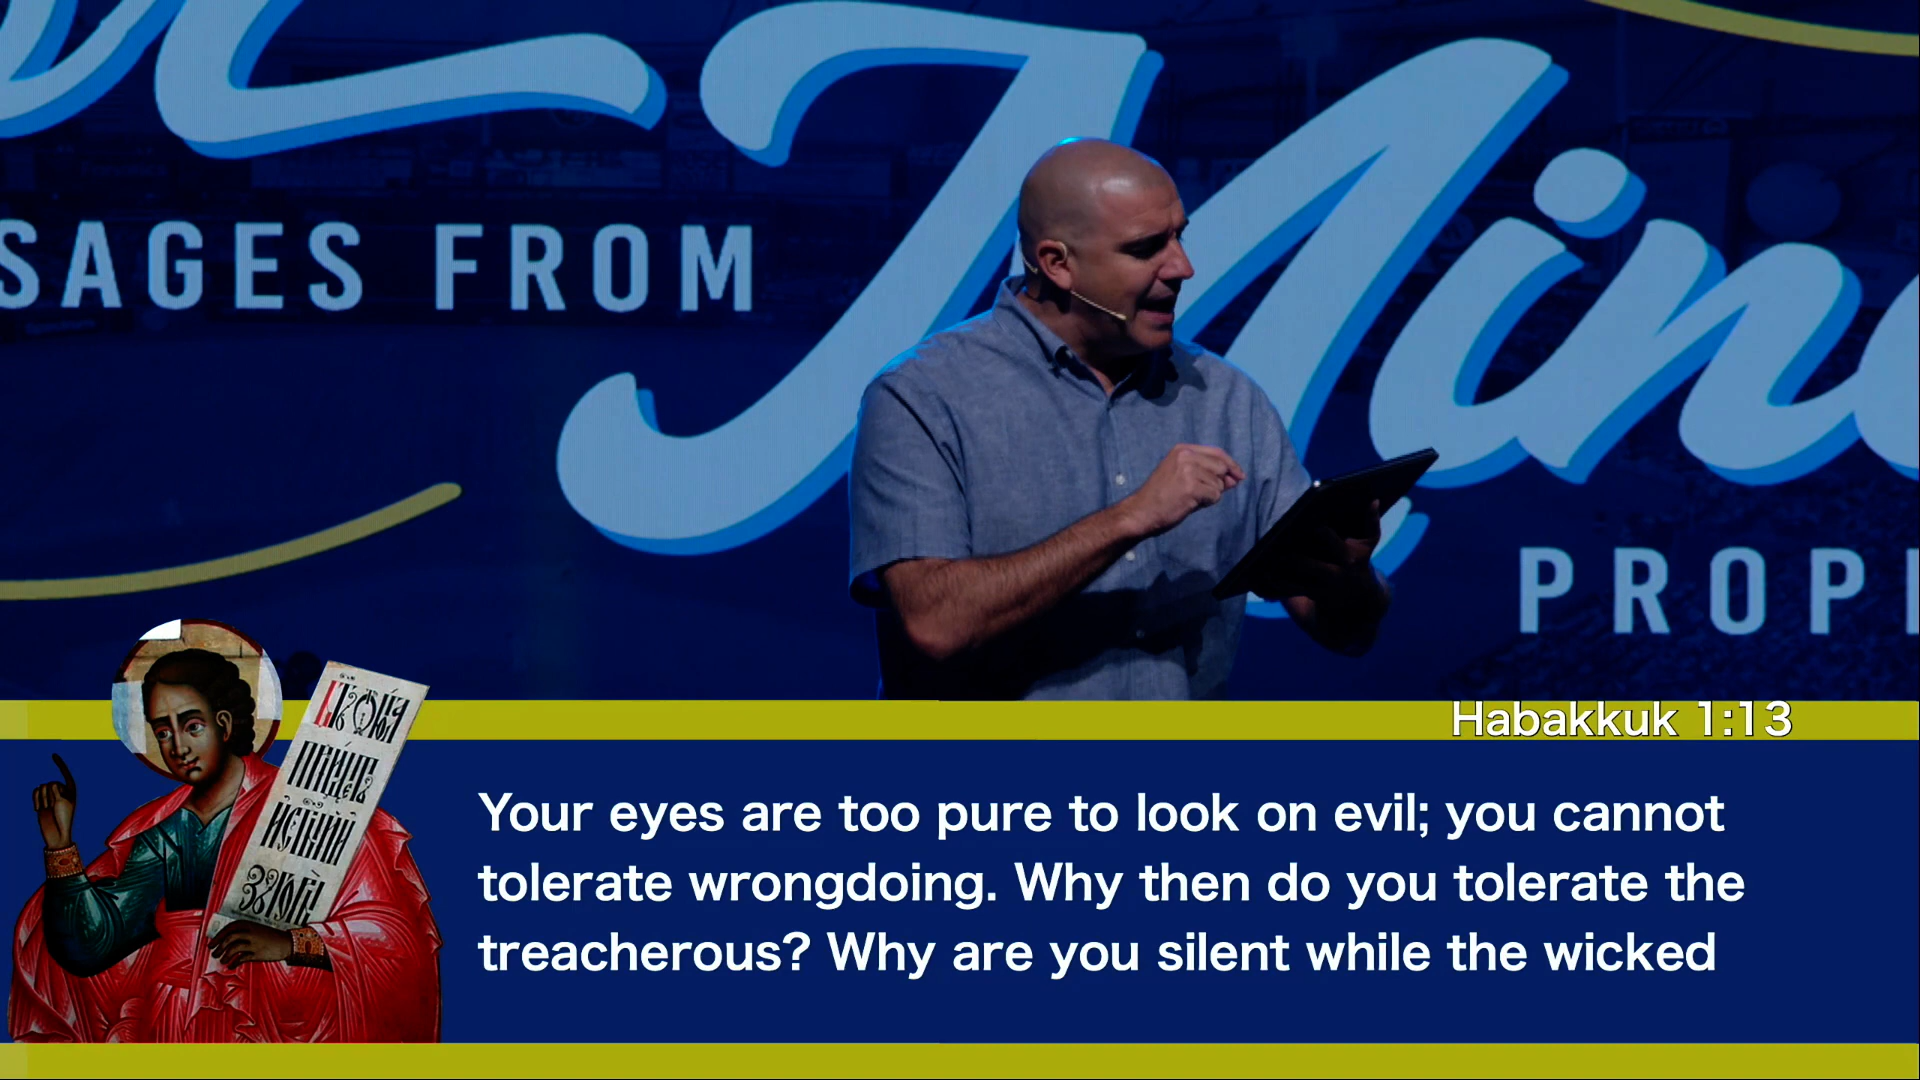 SAGES FROM
Min
PROP
Habakkuk 1:13
Your eyes are too pure to look on evil; you cannot
tolerate wrongdoing. Why then do you tolerate the
treacherous? Why are you silent while the wicked